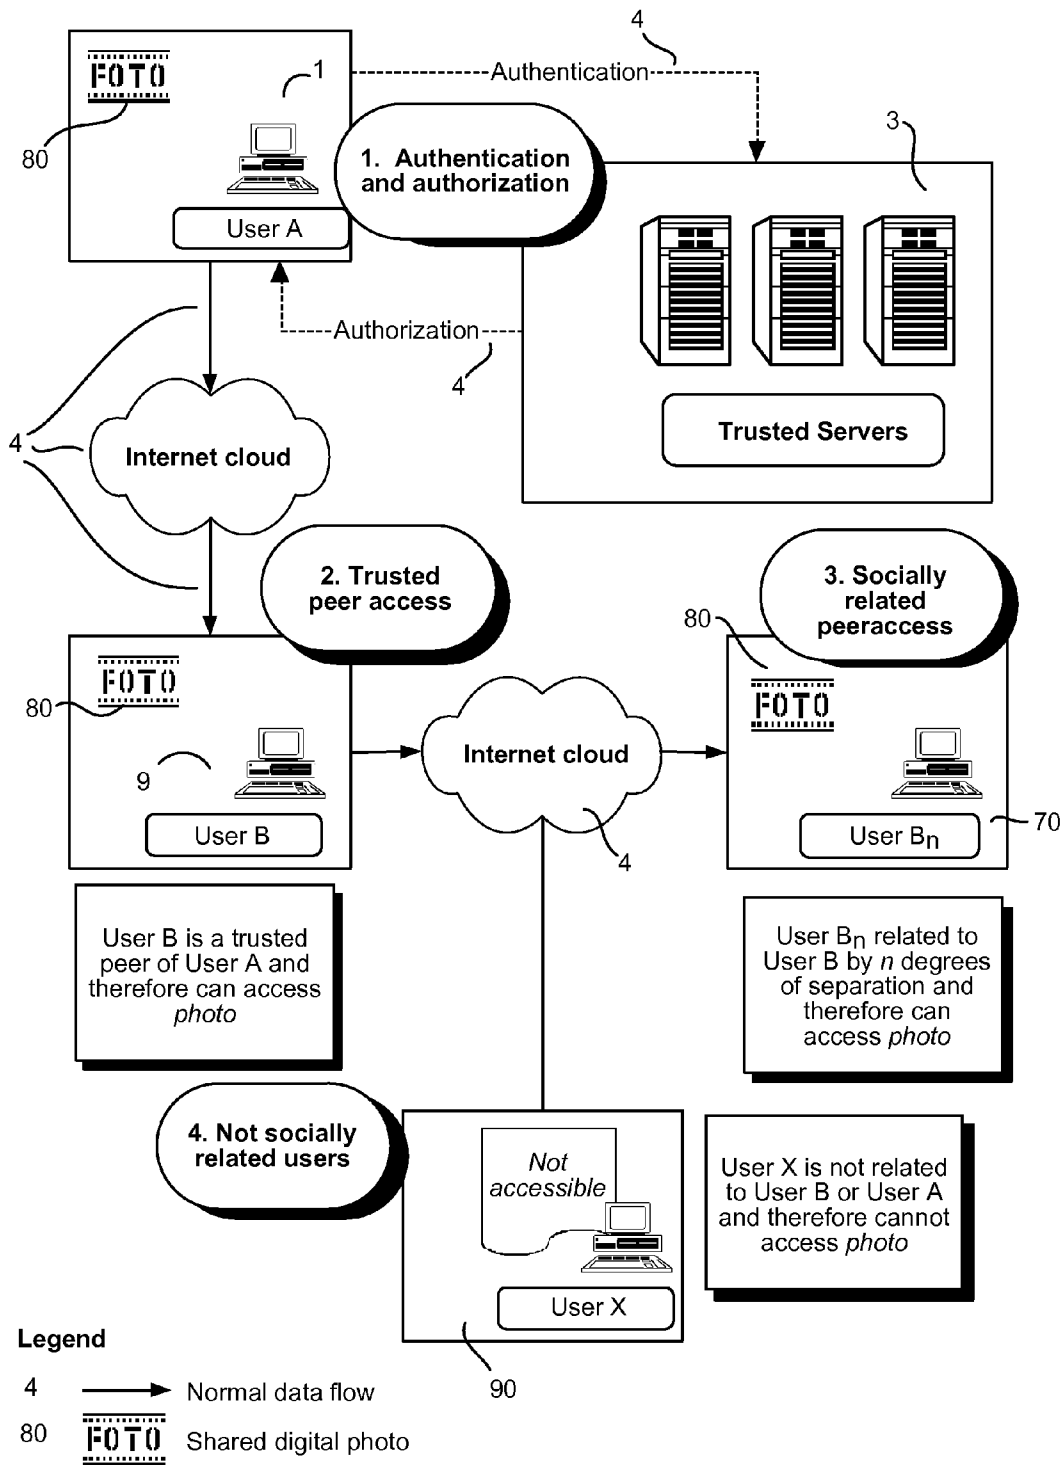 4
FOTO
1
Authentication
80
3
1. Authentication
and authorization
User A
Authorization
4
4
Internet cloud
Trusted Servers
2. Trusted
peer access
3. Socially
related
peeraccess
80
FOTO
80
FOTO
9
Internet cloud
User B
User Bn
70
4
User B is a trusted
peer of User A and
therefore can access
photo
User Bn related to
User B by n degrees
of separation and
therefore can
access photo
4. Not socially
related users
Not
accessible
User X is not related
to User B or User A
and therefore cannot
access photo
User X
90
Legend
4 Normal data flow
80 FOTO Shared digital photo